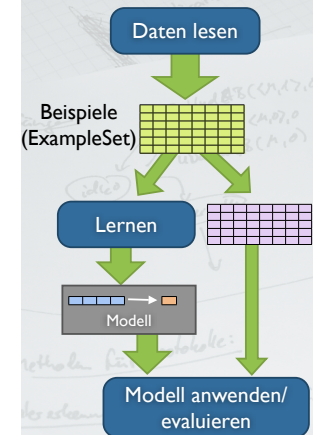 Daten lesen
Beispiele
(ExampleSet)
Lernen
Modell
Modell anwenden/
evaluieren